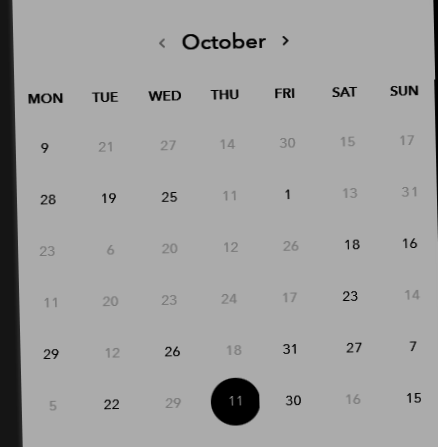 ‹ October ›
MON TUE WED THU FRI SAT SUN
9 21 27 14 30 15 17
28 19 25 11 1 13 31
23 6 20 12 26 18 16
11 20 23 24 17 23 14
29 12 26 18 31 27 7
5 22 29 11 30 16 15